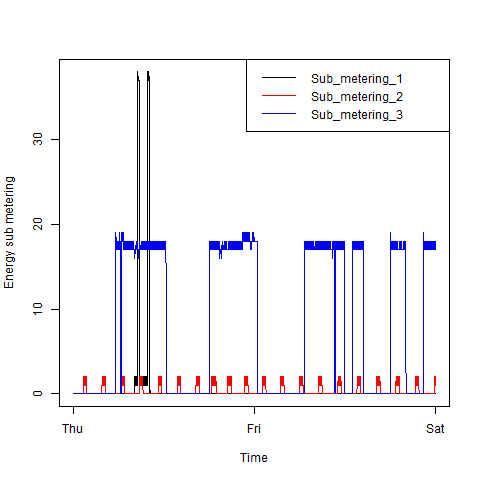 Sub_metering_1
Sub_metering_2
Sub_metering_3
Energy sub metering
30
20
10
0
Thu
Fri
Sat
Time